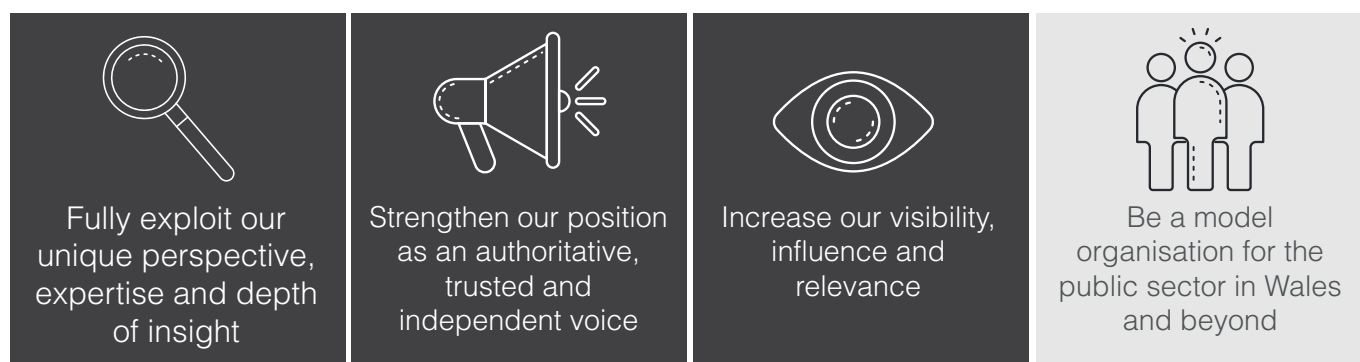 Fully exploit our
unique perspective,
expertise and depth
of insight
Strengthen our position
as an authoritative,
trusted and
independent voice
Increase our visibility,
influence and
relevance
Be a model
organisation for the
public sector in Wales
and beyond